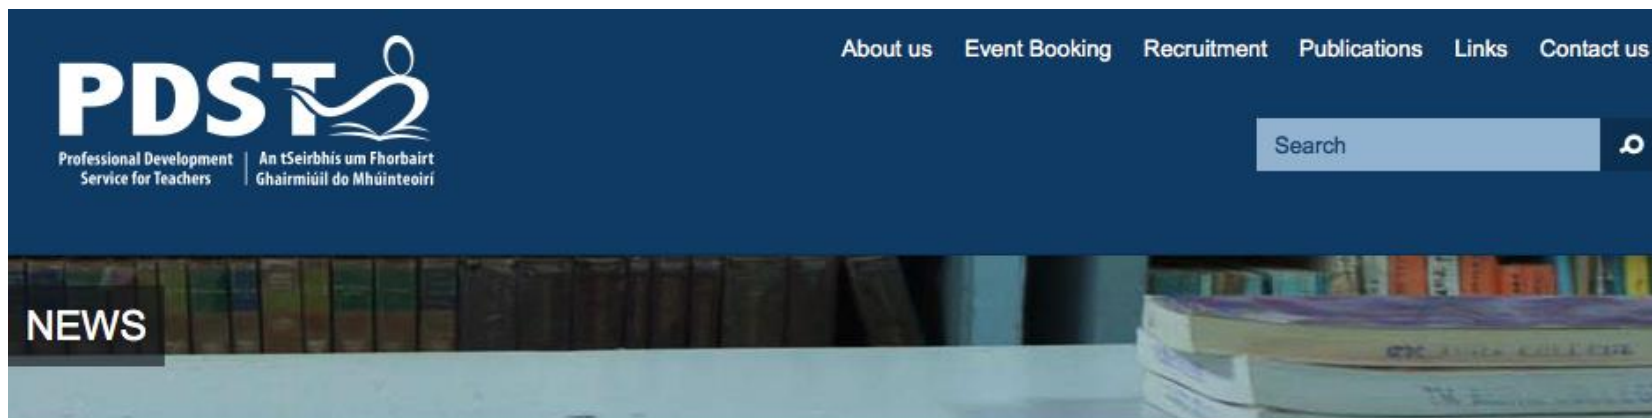 About us Event Booking Recruitment Publications Links Contact us
PDST
Professional Development
Service for Teachers
An tSeirbhís um Fhorbairt
Ghairmiúil do Mhúinteoirí
Search
NEWS